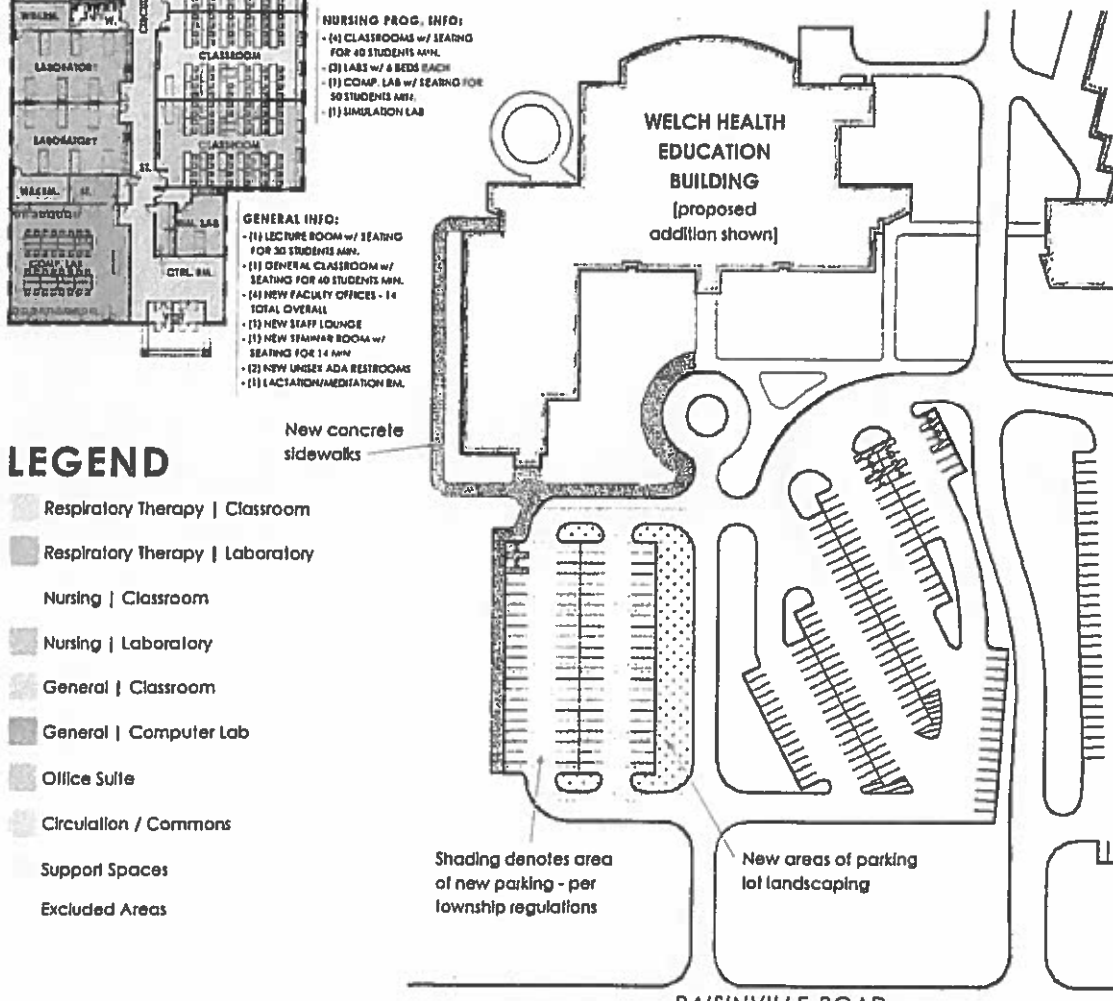 W.
CIRCU
WRKRM.
LABORATORY
CLASSROOM
LABORATORY
CLASSROOM
ST.
WRKRM.
ST.
COMP. LAB
CTRL. RM.
NURSING PROG. INFO:
- (4) CLASSROOMS w/ SEATING
FOR 40 STUDENTS MIN.
- (3) LABS w/ 6 BEDS EACH
- (1) COMP. LAB w/ SEATING FOR
50 STUDENTS MIN.
- (1) SIMULATION LAB
GENERAL INFO:
- (1) LECTURE ROOM w/ SEATING
FOR 30 STUDENTS MIN.
- (1) GENERAL CLASSROOM w/
SEATING FOR 40 STUDENTS MIN.
- (4) NEW FACULTY OFFICES - 14
TOTAL OVERALL
- (1) NEW STAFF LOUNGE
- (1) NEW SEMINAR ROOM w/
SEATING FOR 14 MIN
- (2) NEW UNISEX ADA RESTROOMS
- (1) LACTATION/MEDITATION RM.
WELCH HEALTH
EDUCATION
BUILDING
[proposed
addition shown]
New concrete
sidewalks
LEGEND
Respiratory Therapy | Classroom
Respiratory Therapy | Laboratory
Nursing | Classroom
Nursing | Laboratory
General | Classroom
General | Computer Lab
Office Suite
Circulation / Commons
Support Spaces
Excluded Areas
Shading denotes area
of new parking - per
township regulations
New areas of parking
lot landscaping
RAISINVILLE ROAD